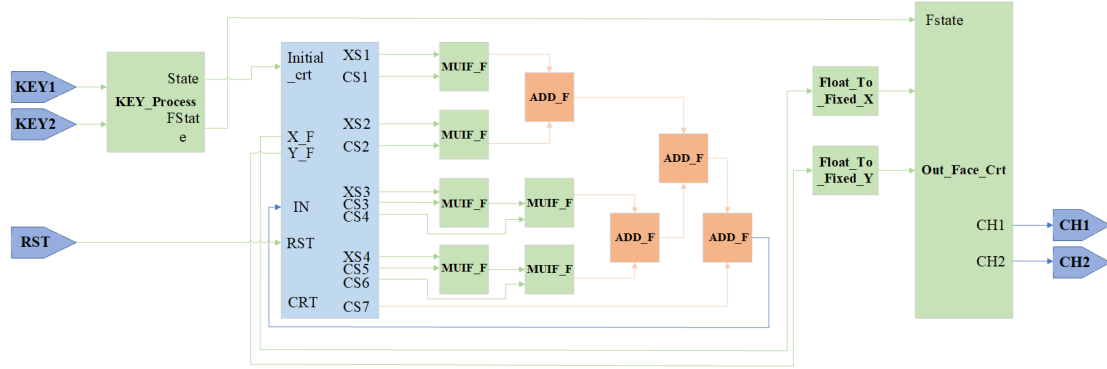 KEY1
KEY2
RST
State
KEY_Process
FStat
e
Initial
_crt
X_F
Y_F
IN
RST
CRT
XS1
CS1
XS2
CS2
XS3
CS3
CS4
XS4
CS5
CS6
CS7
MUIF_F
MUIF_F
MUIF_F
MUIF_F
MUIF_F
MUIF_F
ADD_F
ADD_F
ADD_F
ADD_F
Float_To
_Fixed_X
Float_To
_Fixed_Y
Fstate
Out_Face_Crt
CH1
CH2
CH1
CH2